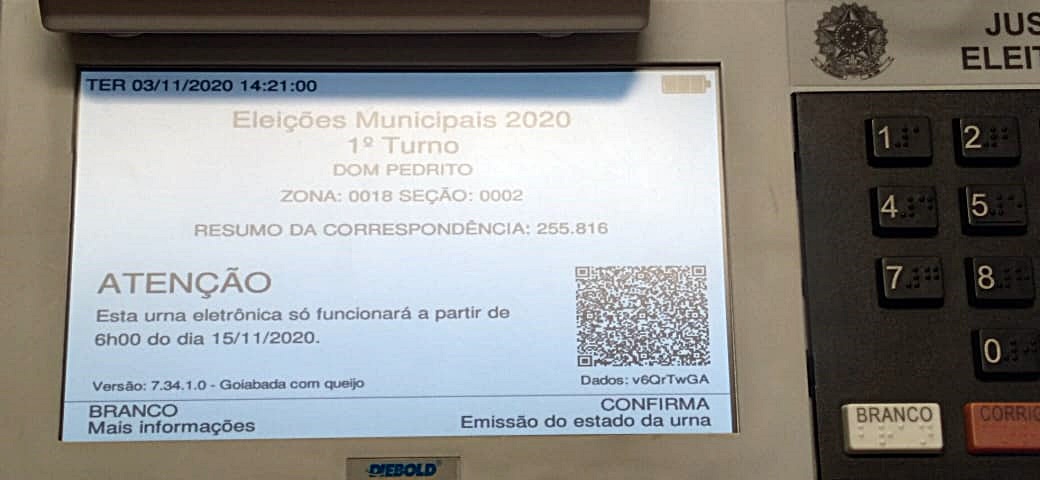 TER 03/11/2020 14:21:00
Eleições Municipais 2020
1º Turno
DOM PEDRITO
ZONA: 0018 SEÇÃO: 0002
RESUMO DA CORRESPONDÊNCIA: 255.816
ATENÇÃO
Esta urna eletrônica só funcionará a partir de
6h00 do dia 15/11/2020.
Versão: 7.34.1.0 - Goiabada com queijo
Dados: v6QrTwGA
BRANCO
Mais informações
CONFIRMA
Emissão do estado da urna
DIEBOLD
JUS
ELEIT
1 2
4 5
7 8
0
BRANCO
CORRIG